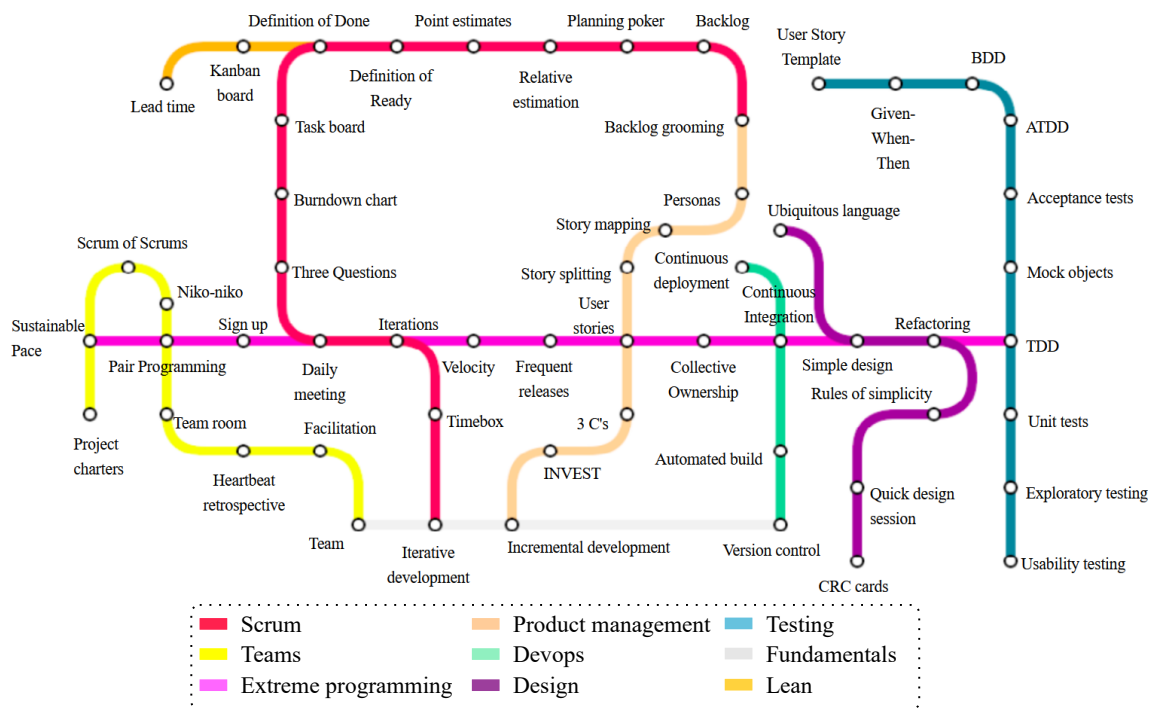 Definition of Done
Point estimates
Planning poker
Backlog
User Story
Template
BDD
Kanban
board
Lead time
Definition of
Ready
Relative
estimation
Given-
When-
Then
Task board
Backlog grooming
ATDD
Burndown chart
Personas
Acceptance tests
Story mapping
Ubiquitous language
Scrum of Scrums
Three Questions
Story splitting
Continuous
deployment
Mock objects
Niko-niko
User
stories
Continuous
Integration
Sustainable
Pace
Sign up
Iterations
Refactoring
TDD
Pair Programming
Daily
meeting
Velocity
Frequent
releases
Collective
Ownership
Simple design
Rules of simplicity
Project
charters
Team room
Facilitation
Timebox
3 C's
Unit tests
Heartbeat
retrospective
INVEST
Automated build
Quick design
session
Exploratory testing
Team
Iterative
development
Incremental development
Version control
CRC cards
Usability testing
Scrum
Product management
Testing
Teams
Devops
Fundamentals
Extreme programming
Design
Lean